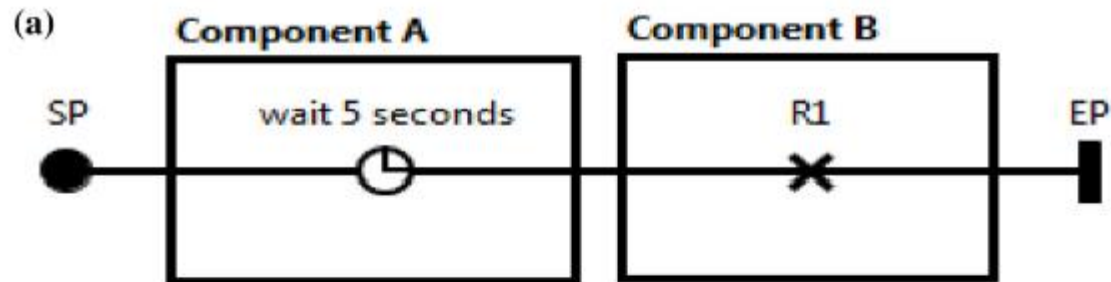 (a)
Component A
Component B
SP
wait 5 seconds
R1
EP